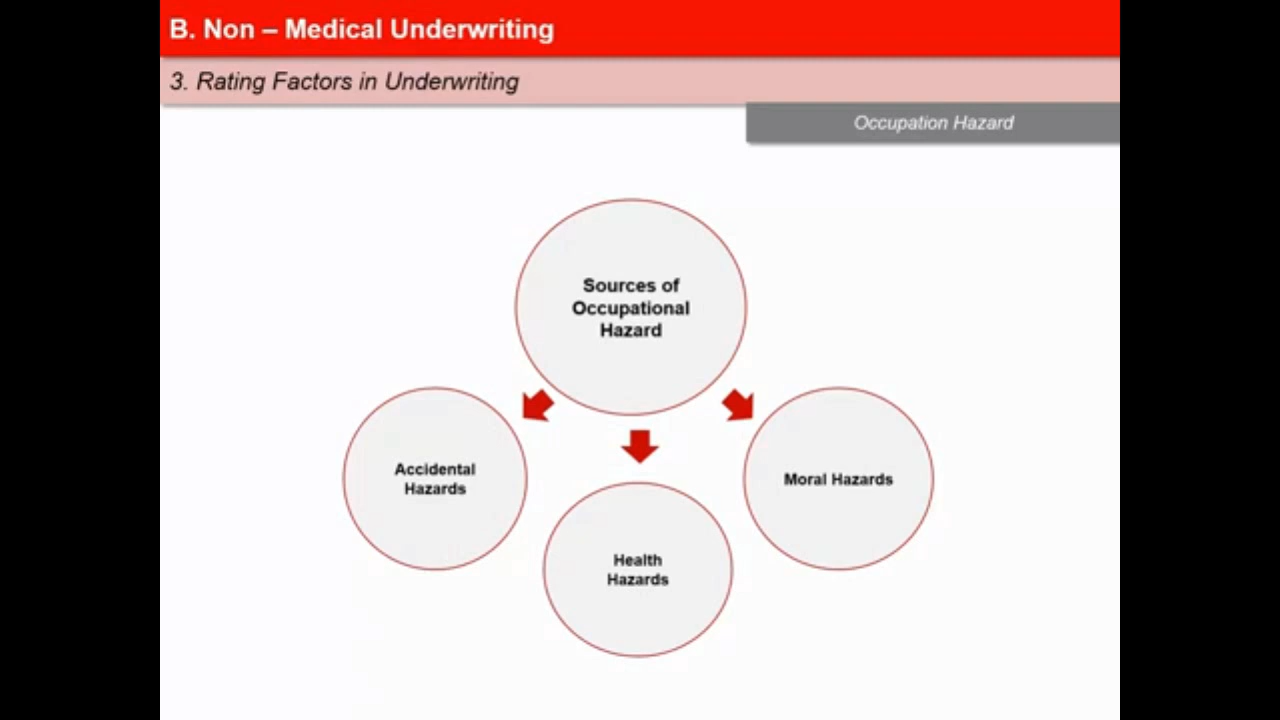 B. Non – Medical Underwriting
3. Rating Factors in Underwriting
Occupation Hazard
Sources of
Occupational
Hazard
Accidental
Hazards
Moral Hazards
Health
Hazards